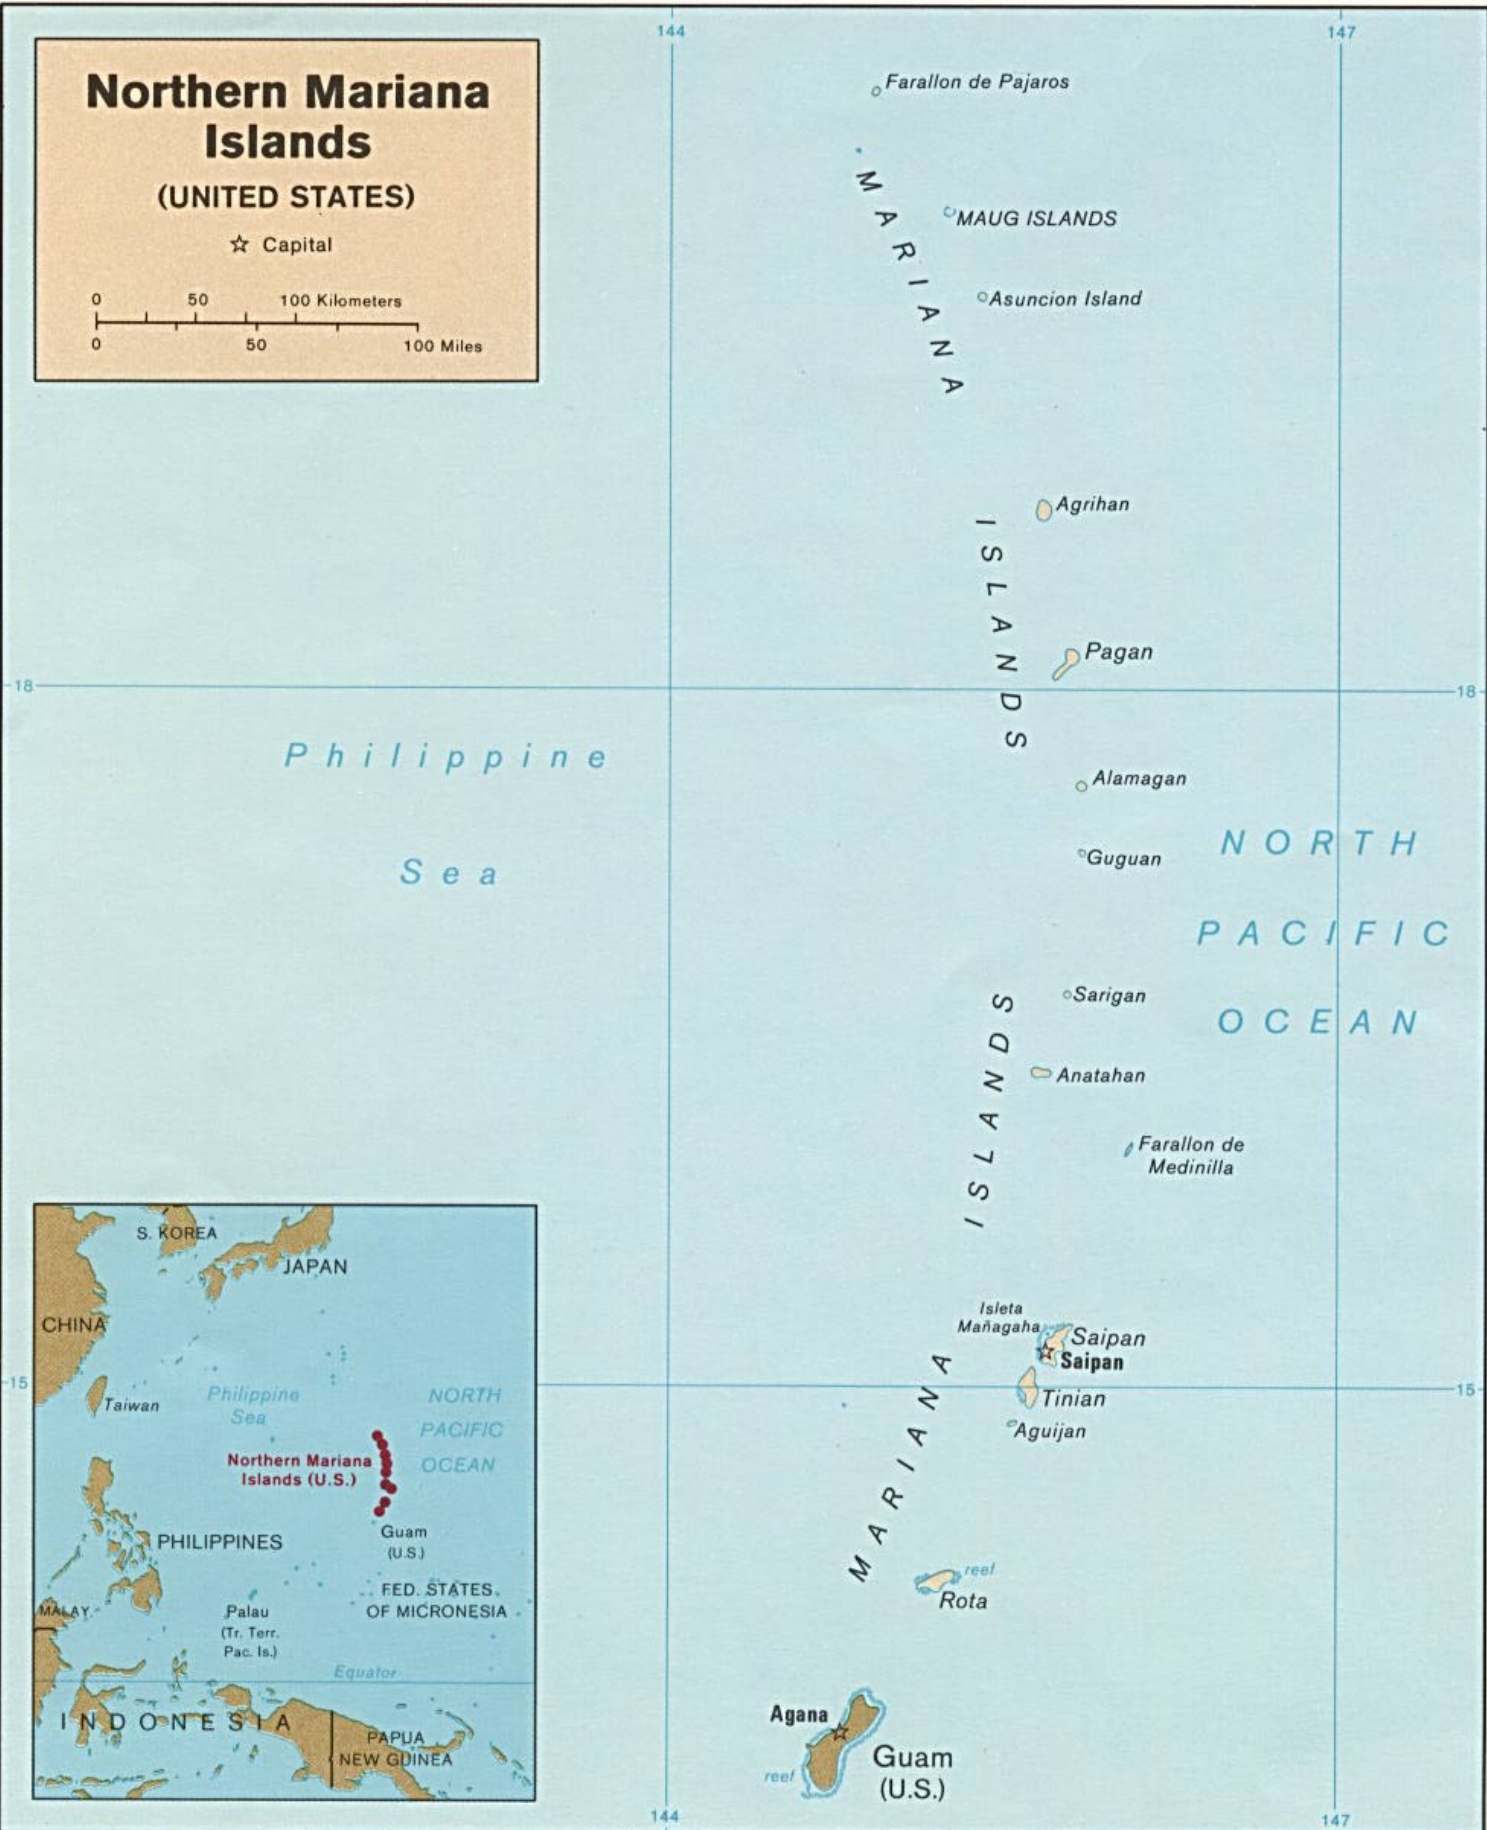 144
147
Northern Mariana
Islands
(UNITED STATES)
Capital
0 50 100 Kilometers
0 50 100 Miles
Farallon de Pajaros
MARIANA
MAUG ISLANDS
Asuncion Island
ISLANDS
Agrihan
Pagan
18
18
Philippine
Sea
Alamagan
Guguan
NORTH
PACIFIC
OCEAN
Sarigan
Anatahan
Farallon de
Medinilla
MARIANA ISLANDS
Isleta
Mañagaha
Saipan
Saipan
15
15
Tinian
Aguijan
reef
Rota
Agana
Guam
(U.S.)
reef
144
147
S. KOREA
JAPAN
CHINA
Taiwan
Philippine
Sea
NORTH
PACIFIC
OCEAN
Northern Mariana
Islands (U.S.)
Guam
(U.S.)
PHILIPPINES
FED. STATES
OF MICRONESIA
MALAY.
Palau
(Tr. Terr.
Pac. Is.)
Equator
INDONESIA
PAPUA
NEW GUINEA